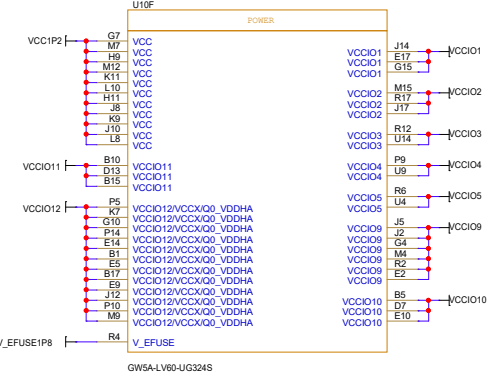 U10F
POWER
VCC1P2
G7 VCC
M7 VCC
H9 VCC
M12 VCC
K11 VCC
L10 VCC
H11 VCC
J8 VCC
K9 VCC
J10 VCC
L8 VCC
VCCIO11
B10 VCCIO11
D13 VCCIO11
B15 VCCIO11
VCCIO12
P5 VCCIO12/VCCX/Q0_VDDHA
K7 VCCIO12/VCCX/Q0_VDDHA
G10 VCCIO12/VCCX/Q0_VDDHA
P14 VCCIO12/VCCX/Q0_VDDHA
E14 VCCIO12/VCCX/Q0_VDDHA
B1 VCCIO12/VCCX/Q0_VDDHA
E5 VCCIO12/VCCX/Q0_VDDHA
B17 VCCIO12/VCCX/Q0_VDDHA
E9 VCCIO12/VCCX/Q0_VDDHA
J12 VCCIO12/VCCX/Q0_VDDHA
P10 VCCIO12/VCCX/Q0_VDDHA
M9 VCCIO12/VCCX/Q0_VDDHA
V_EFUSE1P8
R4 V_EFUSE
VCCIO1 J14
VCCIO1 E17
VCCIO1 G15
VCCIO1
VCCIO2 M15
VCCIO2 R17
VCCIO2 J17
VCCIO2
VCCIO3 R12
VCCIO3 U14
VCCIO3
VCCIO4 P9
VCCIO4 U9
VCCIO4
VCCIO5 R6
VCCIO5 U4
VCCIO5
VCCIO9 J5
VCCIO9 J2
VCCIO9 G4
VCCIO9 M4
VCCIO9 R2
VCCIO9 E2
VCCIO9
VCCIO10 B5
VCCIO10 D7
VCCIO10 E10
VCCIO10
GW5A-LV60-UG324S